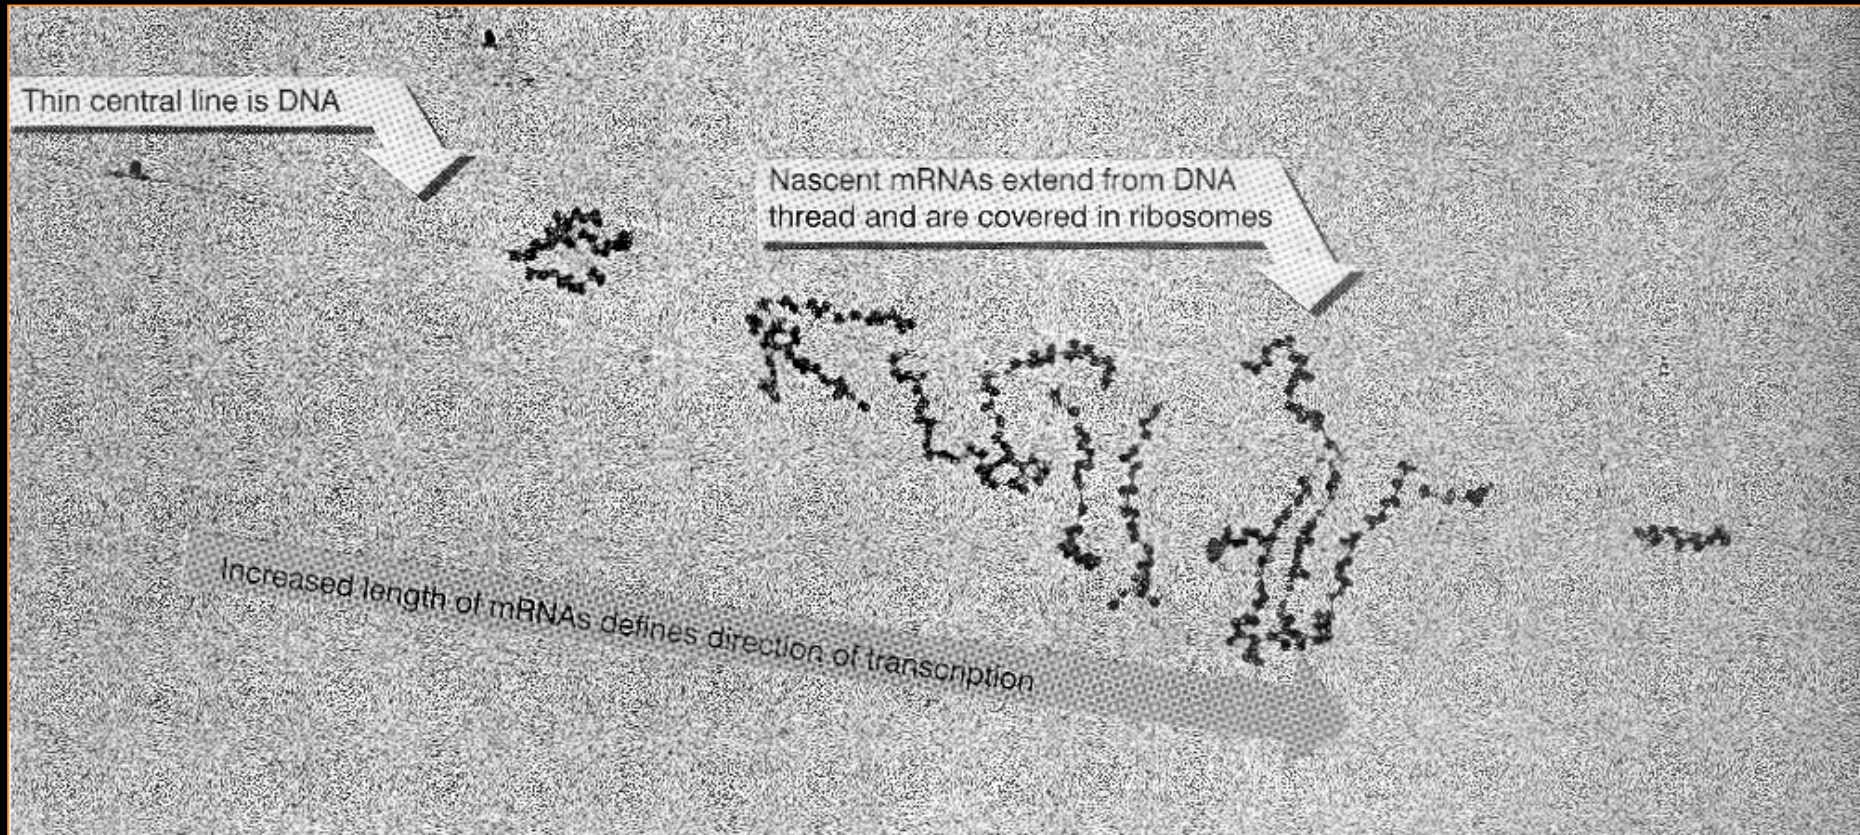 Thin central line is DNA
Nascent mRNAs extend from DNA
thread and are covered in ribosomes
Increased length of mRNAs defines direction of transcription